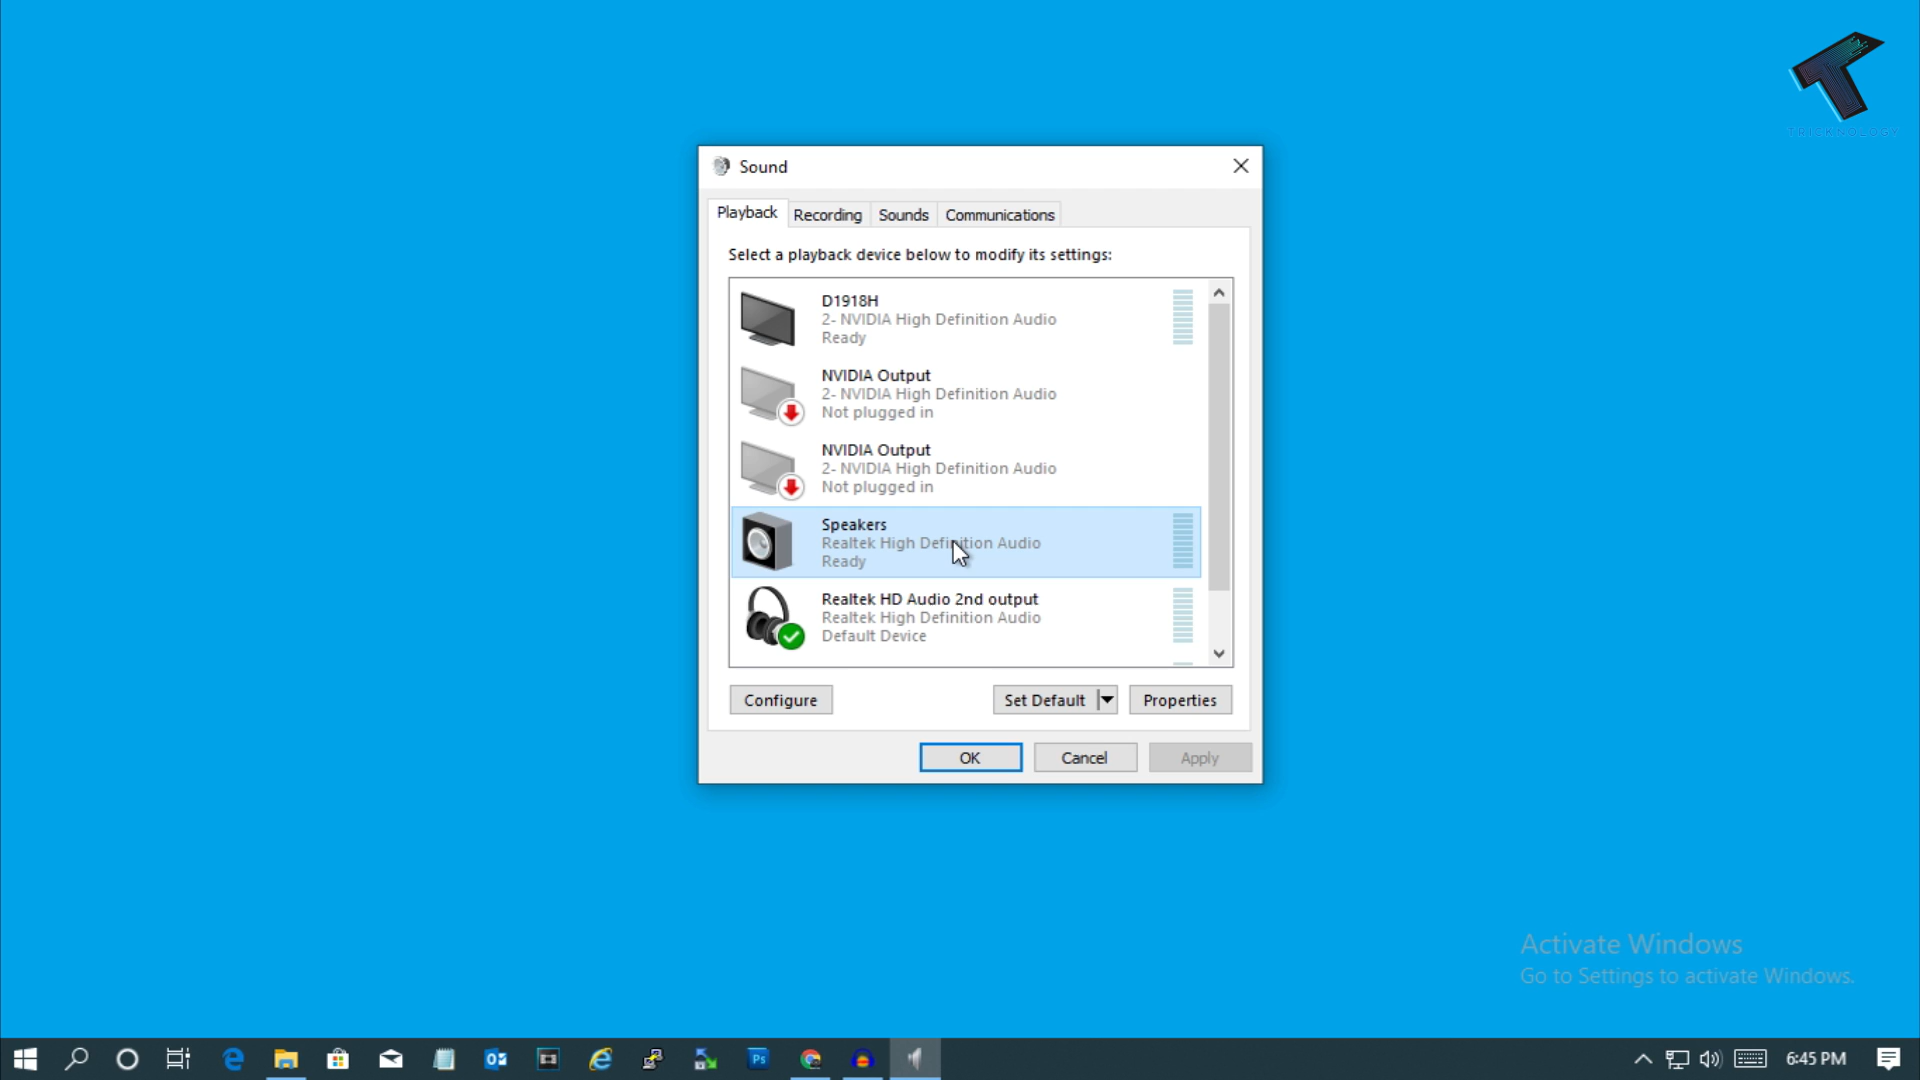 TRICKNOLOGY
Sound
Playback Recording Sounds Communications
Select a playback device below to modify its settings:
D1918H
2- NVIDIA High Definition Audio
Ready
NVIDIA Output
2- NVIDIA High Definition Audio
Not plugged in
NVIDIA Output
2- NVIDIA High Definition Audio
Not plugged in
Speakers
Realtek High Definition Audio
Ready
Realtek HD Audio 2nd output
Realtek High Definition Audio
Default Device
Configure Set Default Properties
OK Cancel Apply
Activate Windows
Go to Settings to activate Windows.
Ps 6:45 PM